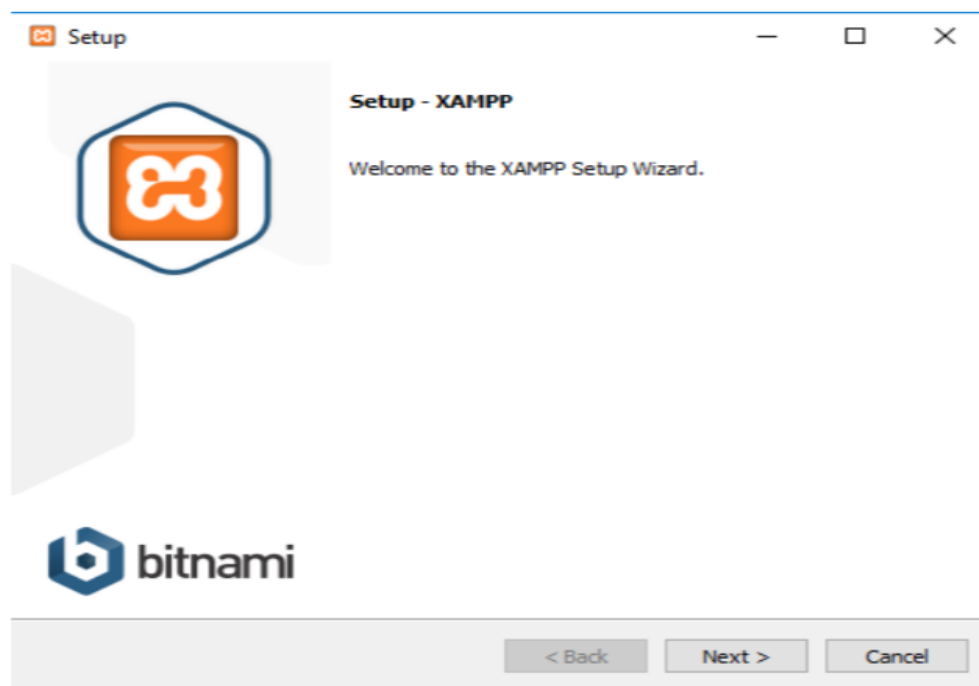 Setup
Setup - XAMPP
Welcome to the XAMPP Setup Wizard.
bitnami
< Back Next > Cancel